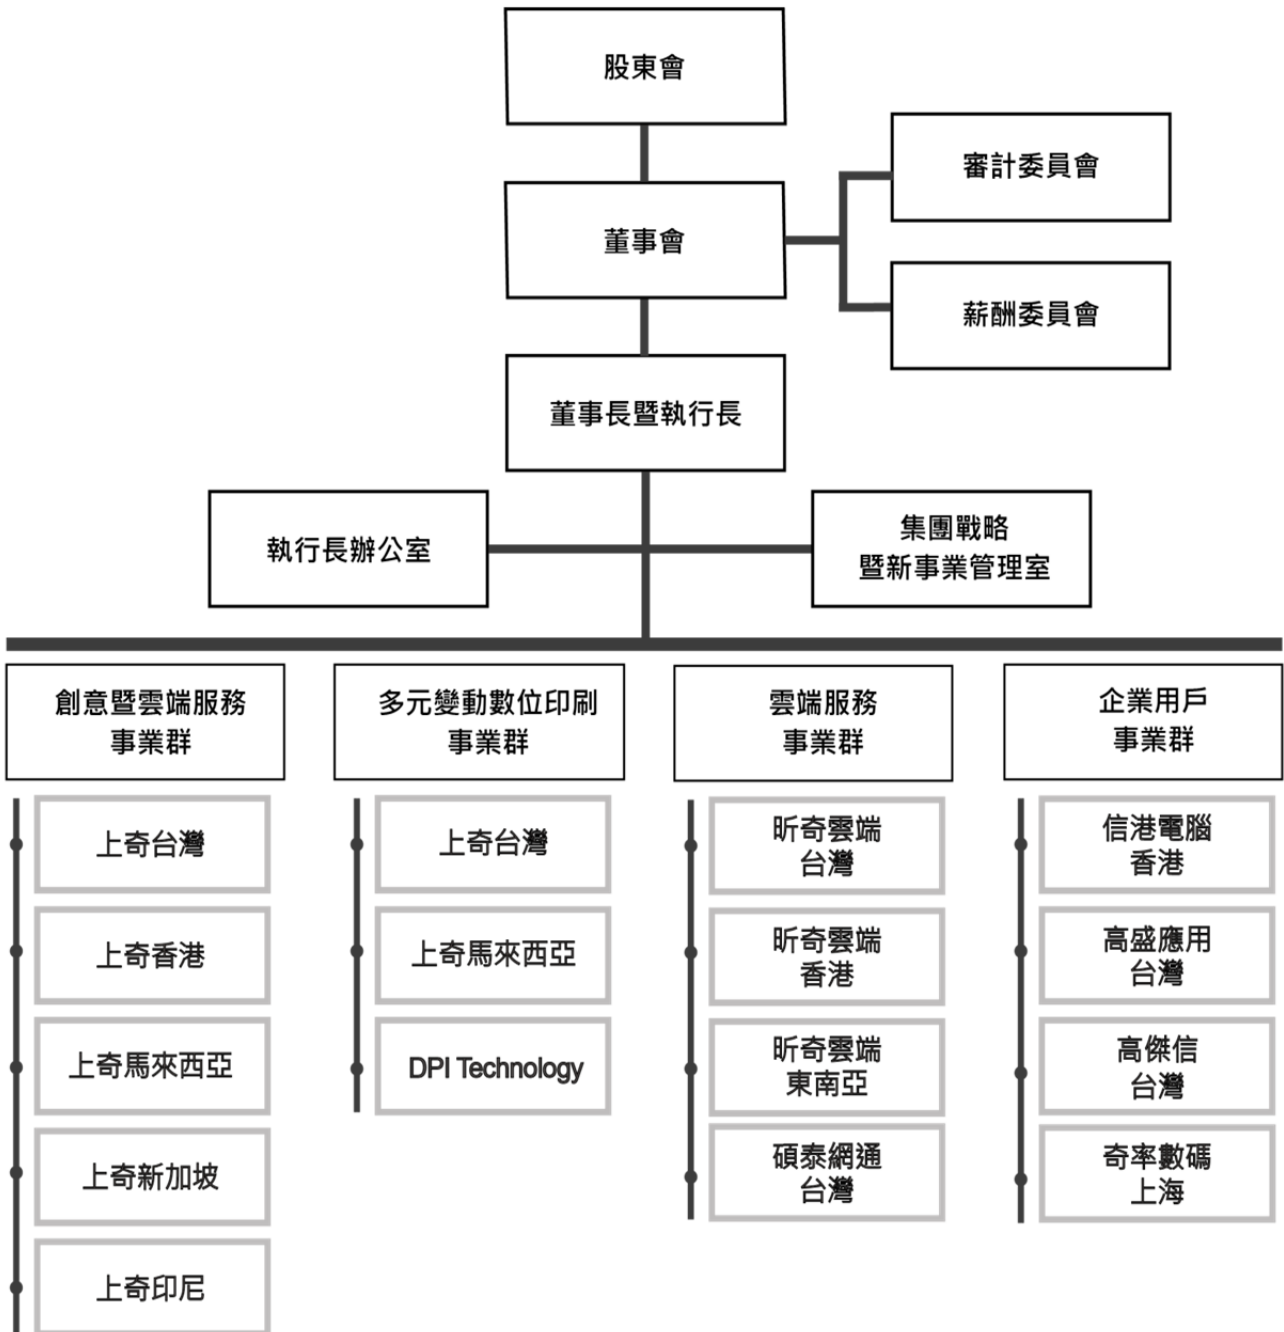 股東會
審計委員會
董事會
薪酬委員會
董事長暨執行長
執行長辦公室
集團戰略
暨新事業管理室
創意暨雲端服務
事業群
上奇台灣
上奇香港
上奇馬來西亞
上奇新加坡
上奇印尼
多元變動數位印刷
事業群
上奇台灣
上奇馬來西亞
DPI Technology
雲端服務
事業群
昕奇雲端
台灣
昕奇雲端
香港
昕奇雲端
東南亞
碩泰網通
台灣
企業用戶
事業群
信港電腦
香港
高盛應用
台灣
高傑信
台灣
奇率數碼
上海